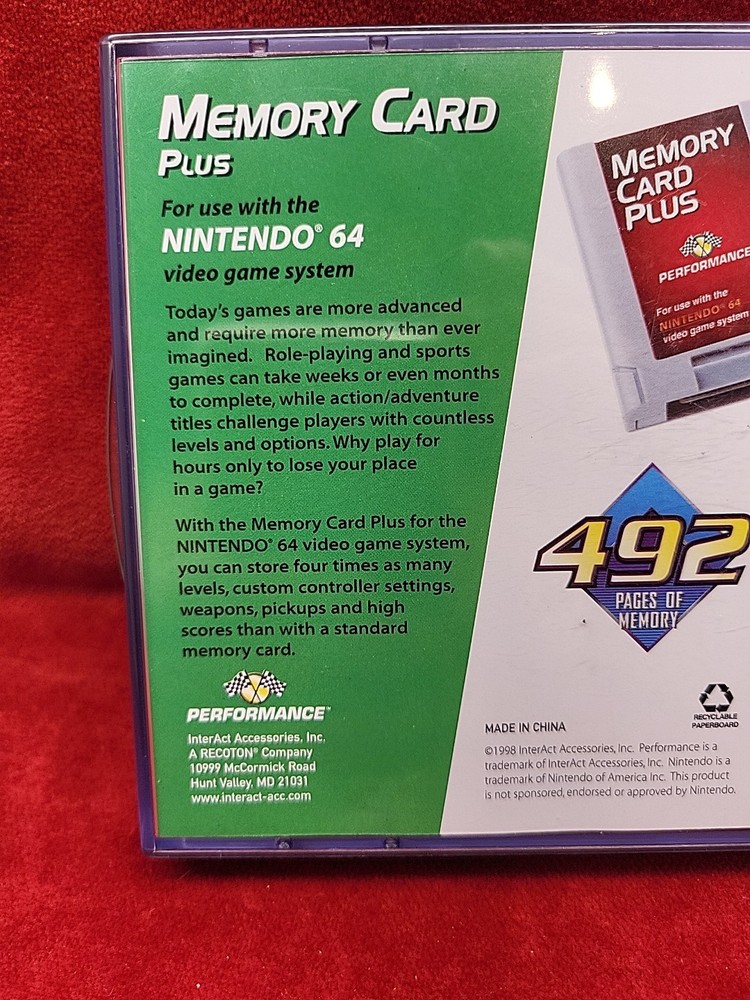 MEMORY CARD
PLUS
For use with the
NINTENDO® 64
video game system
Today's games are more advanced
and require more memory than ever
imagined. Role-playing and sports
games can take weeks or even months
to complete, while action/adventure
titles challenge players with countless
levels and options. Why play for
hours only to lose your place
in a game?
With the Memory Card Plus for the
NINTENDO® 64 video game system,
you can store four times as many
levels, custom controller settings,
weapons, pickups and high
scores than with a standard
memory card.
PERFORMANCE™
InterAct Accessories, Inc.
A RECOTON® Company
10999 McCormick Road
Hunt Valley, MD 21031
www.interact-acc.com
MEMORY
CARD
PLUS
PERFORMANCE
For use with the
NINTENDO® 64
video game system
492
PAGES OF
MEMORY
RECYCLABLE
PAPERBOARD
MADE IN CHINA
©1998 InterAct Accessories, Inc. Performance is a
trademark of InterAct Accessories, Inc. Nintendo is a
trademark of Nintendo of America Inc. This product
is not sponsored, endorsed or approved by Nintendo.